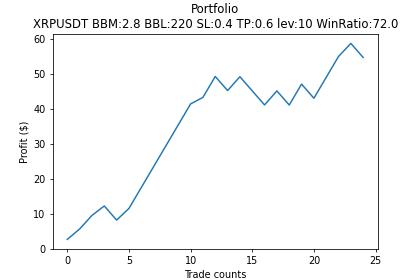 Portfolio
XRPUSDT BBM:2.8 BBL:220 SL:0.4 TP:0.6 lev:10 WinRatio:72.0
60
50
40
30
20
10
0
Profit ($)
0 5 10 15 20 25
Trade counts